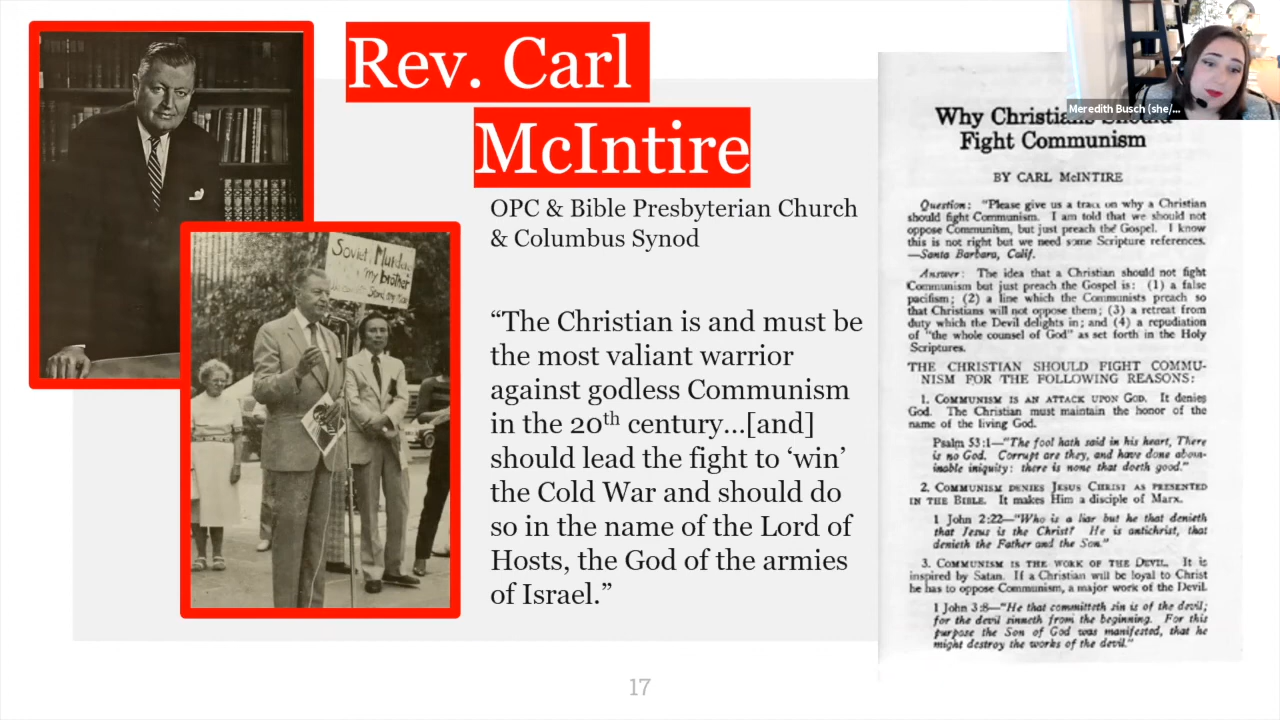 Rev. Carl
McIntire
OPC & Bible Presbyterian Church
& Columbus Synod
“The Christian is and must be
the most valiant warrior
against godless Communism
in the 20th century...[and]
should lead the fight to ‘win’
the Cold War and should do
so in the name of the Lord of
Hosts, the God of the armies
of Israel.”
Soviet
my brother
Meredith Busch (she/...
Why Christians Should
Fight Communism
BY CARL McINTIRE
Question: "Please give us a tract on why a Christian
should fight Communism. I am told that we should not
oppose Communism, but just preach the Gospel. I know
this is not right but we need some Scripture references.
—Santa Barbara, Calif.
Answer: The idea that a Christian should not fight
Communism but just preach the Gospel is: (1) a false
pacifism; (2) a line which the Communists preach so
that Christians will not oppose them; (3) a retreat from
duty which the Devil delights in; and (4) a repudiation
of "the whole counsel of God" as set forth in the Holy
Scriptures.
THE CHRISTIAN SHOULD FIGHT COMMU-
NISM FOR THE FOLLOWING REASONS:
1. COMMUNISM IS AN ATTACK UPON GOD. It denies
God. The Christian must maintain the honor of the
name of the living God.
Psalm 53:1—"The fool hath said in his heart, There
is no God. Corrupt are they, and have done abom-
inable iniquity: there is none that doeth good."
2. COMMUNISM DENIES JESUS CHRIST AS PRESENTED
IN THE BIBLE. It makes Him a disciple of Marx.
1 John 2:22—"Who is a liar but he that denieth
that Jesus is the Christ? He is antichrist, that
denieth the Father and the Son."
3. COMMUNISM IS THE WORK OF THE DEVIL. It is
inspired by Satan. If a Christian will be loyal to Christ
he has to oppose Communism, a major work of the Devil.
1 John 3:8—"He that committeth sin is of the devil;
for the devil sinneth from the beginning. For this
purpose the Son of God was manifested, that he
might destroy the works of the devil."
17